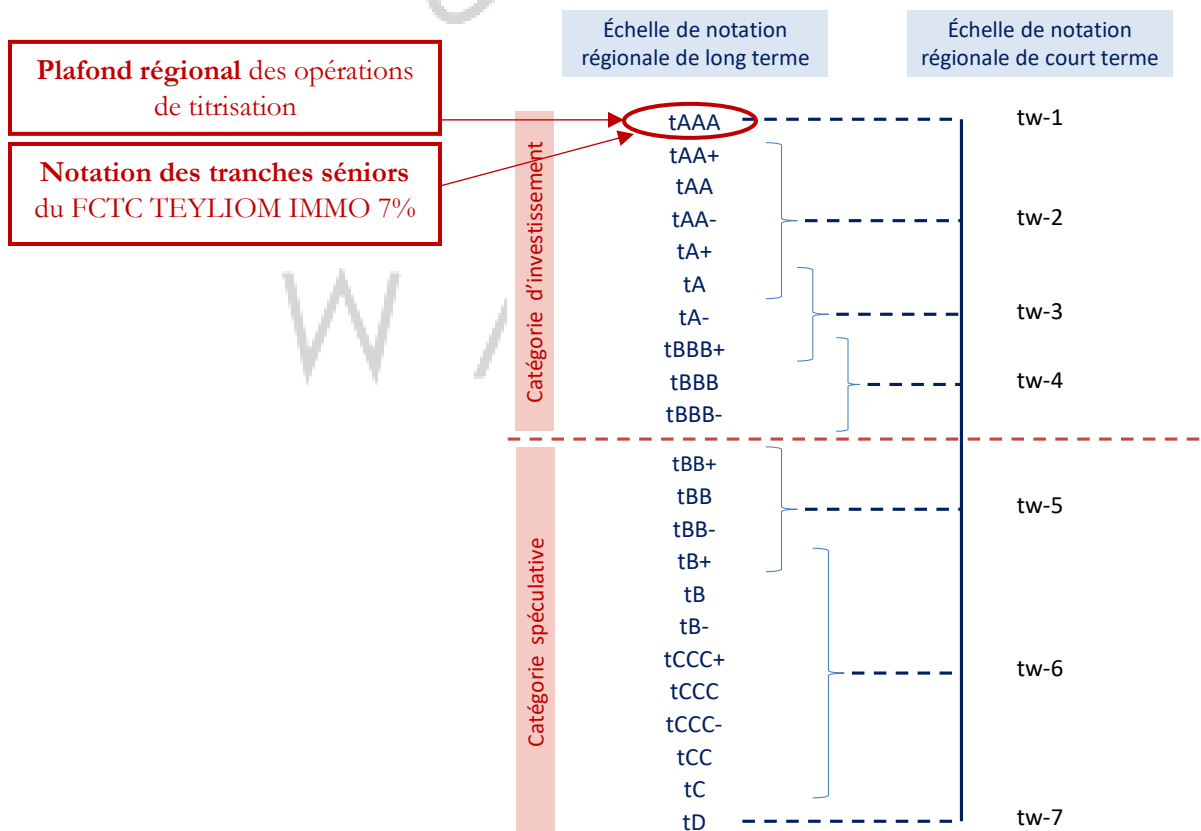 Plafond régional des opérations
de titrisation
Notation des tranches séniors
du FCTC TEYLIOM IMMO 7%
Échelle de notation
régionale de long terme
Échelle de notation
régionale de court terme
Catégorie d'investissement
tAAA
tAA+
tAA
tAA-
tA+
tA
tA-
tBBB+
tBBB
tBBB-
Catégorie spéculative
tBB+
tBB
tBB-
tB+
tB
tB-
tCCC+
tCCC
tCCC-
tCC
tC
tD
tw-1
tw-2
tw-3
tw-4
tw-5
tw-6
tw-7